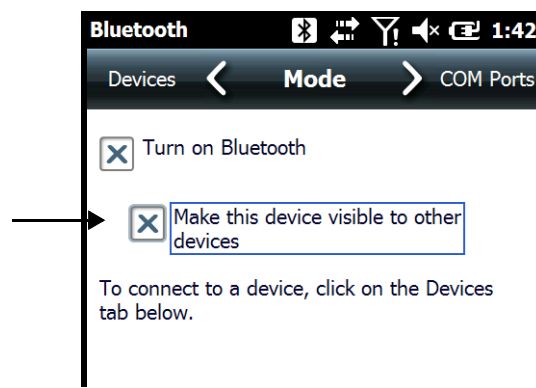 Bluetooth 1:42
Devices Mode COM Ports
Turn on Bluetooth
Make this device visible to other
devices
To connect to a device, click on the Devices
tab below.